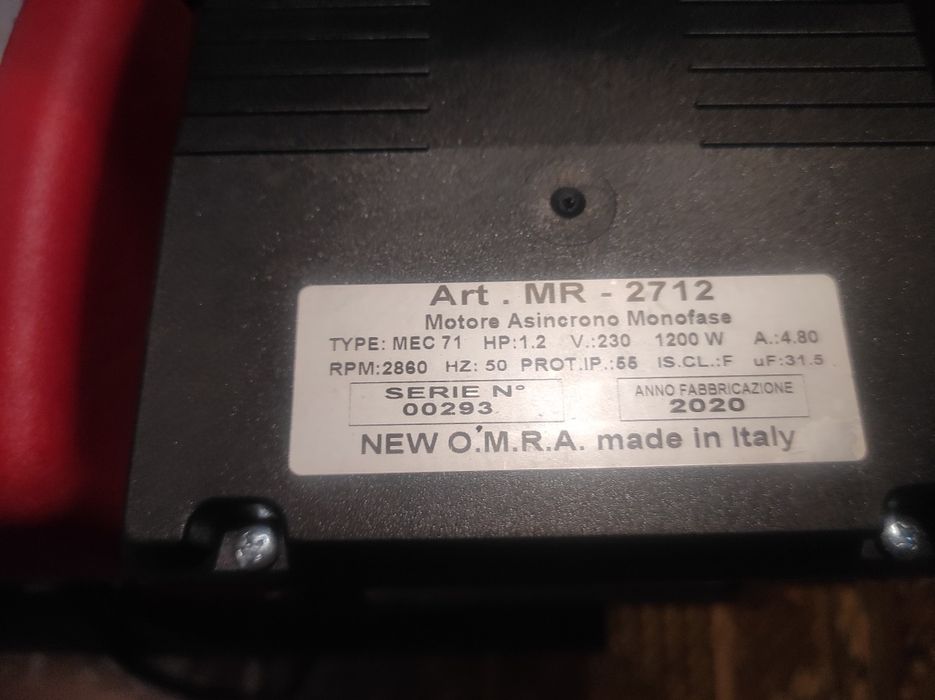 Art . MR - 2712
Motore Asincrono Monofase
TYPE: MEC 71 HP:1.2 V.:230 1200 W A.:4.80
RPM:2860 HZ: 50 PROT.IP.:55 IS.CL.:F uF:31.5
SERIE N°
00293
ANNO FABBRICAZIONE
2020
NEW O.M.R.A. made in Italy